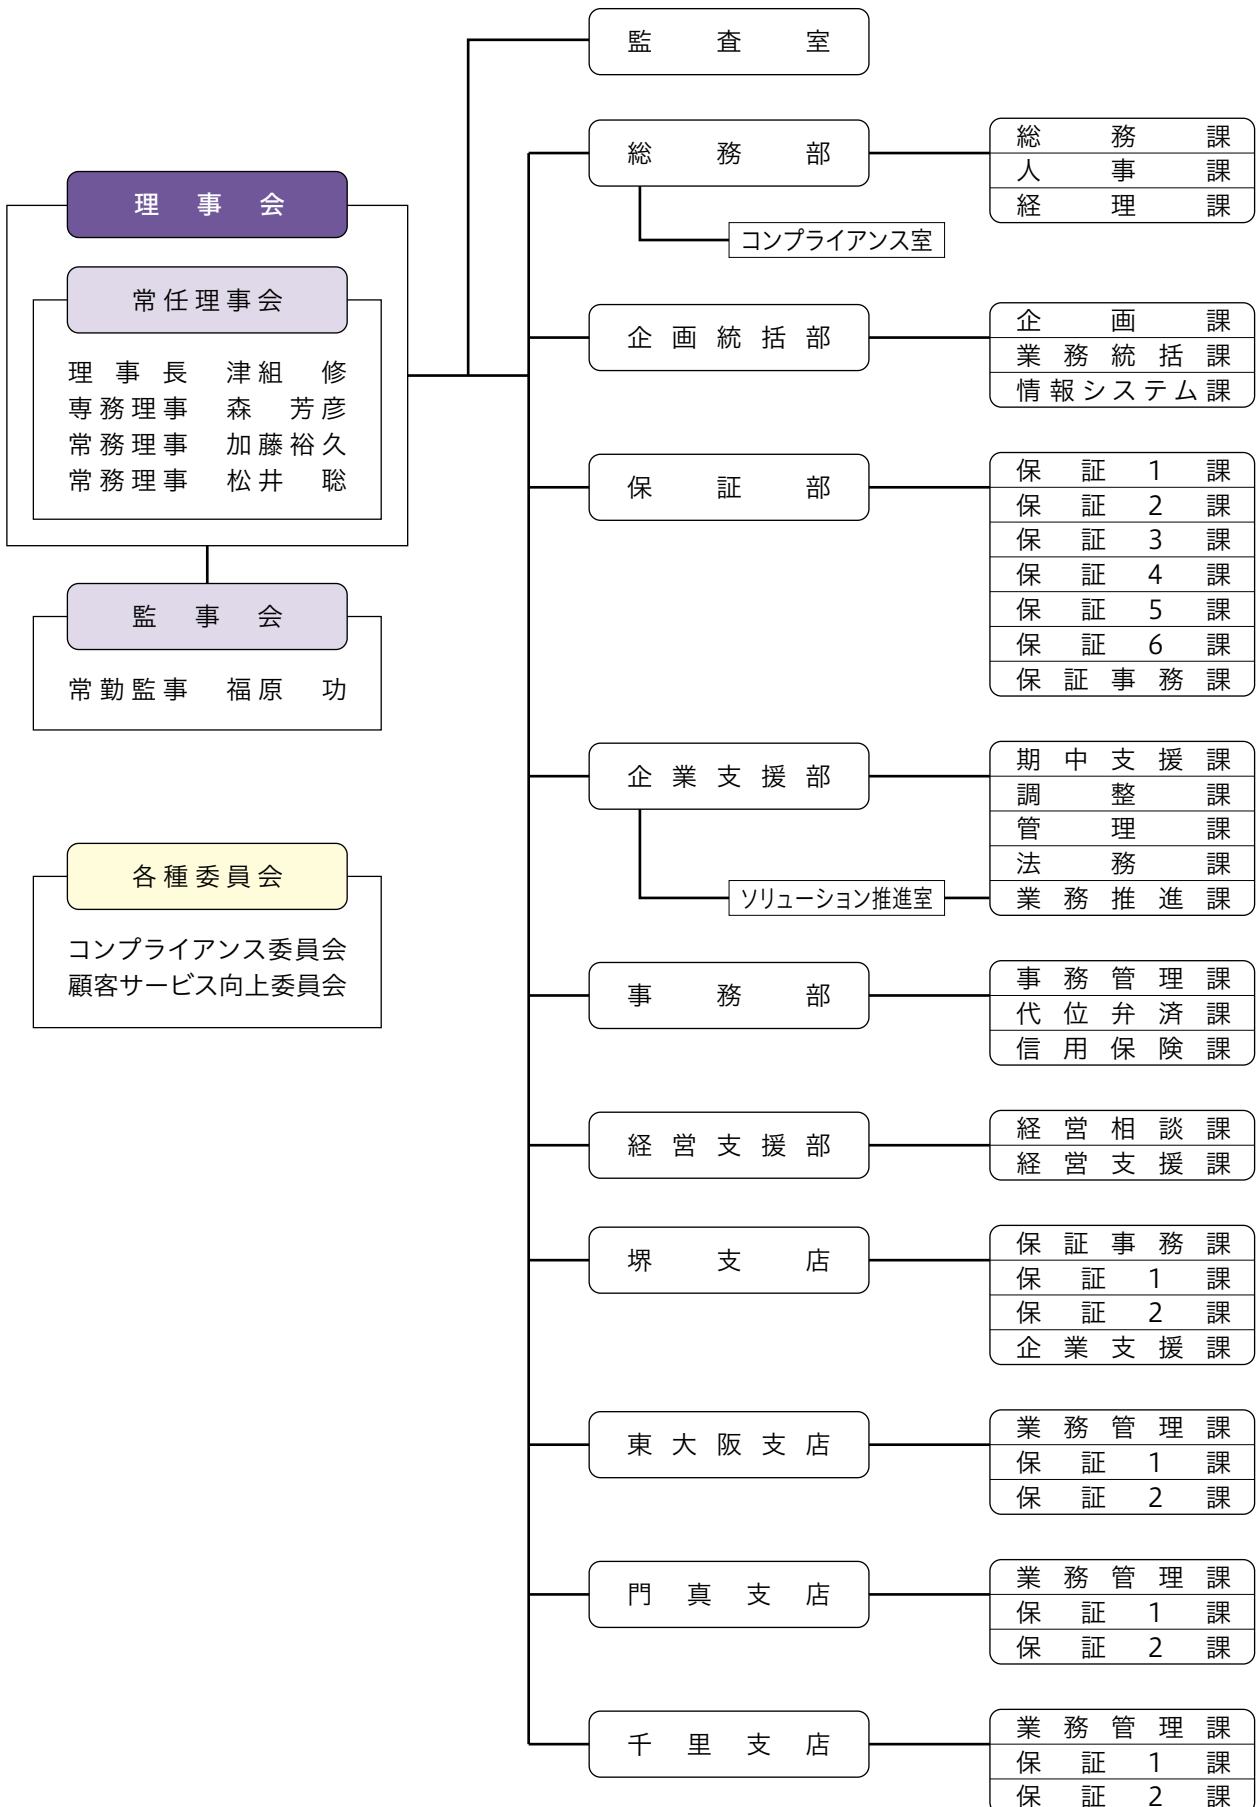 理事会
常任理事会
理事長 津組 修
専務理事 森 芳彦
常務理事 加藤裕久
常務理事 松井 聡
監事会
常勤監事 福原 功
各種委員会
コンプライアンス委員会
顧客サービス向上委員会
監査室
総務部
総務課
人事課
経理課
コンプライアンス室
企画統括部
企画課
業務統括課
情報システム課
保証部
保証1課
保証2課
保証3課
保証4課
保証5課
保証6課
保証事務課
企業支援部
期中支援課
調整課
管理課
法務課
ソリューション推進室
業務推進課
事務部
事務管理課
代位弁済課
信用保険課
経営支援部
経営相談課
経営支援課
堺支店
保証事務課
保証1課
保証2課
企業支援課
東大阪支店
業務管理課
保証1課
保証2課
門真支店
業務管理課
保証1課
保証2課
千里支店
業務管理課
保証1課
保証2課